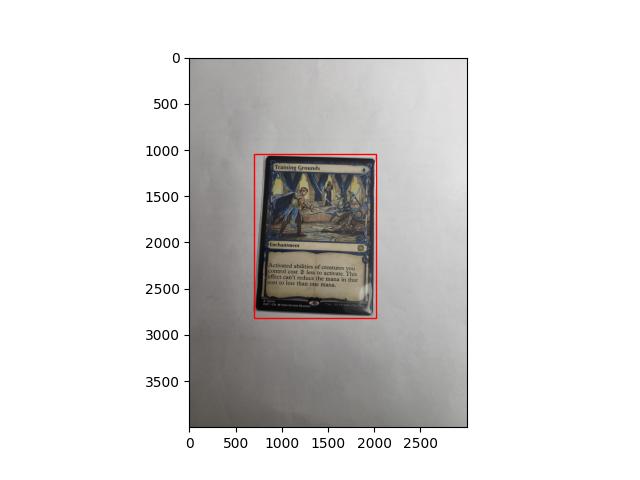 0
500
1000
1500
2000
2500
3000
3500
0
500
1000
1500
2000
2500
Training Grounds
Enchantment
Activated abilities of creatures you
control cost 2 less to activate. This
effect can't reduce the mana in that
cost to less than one mana.